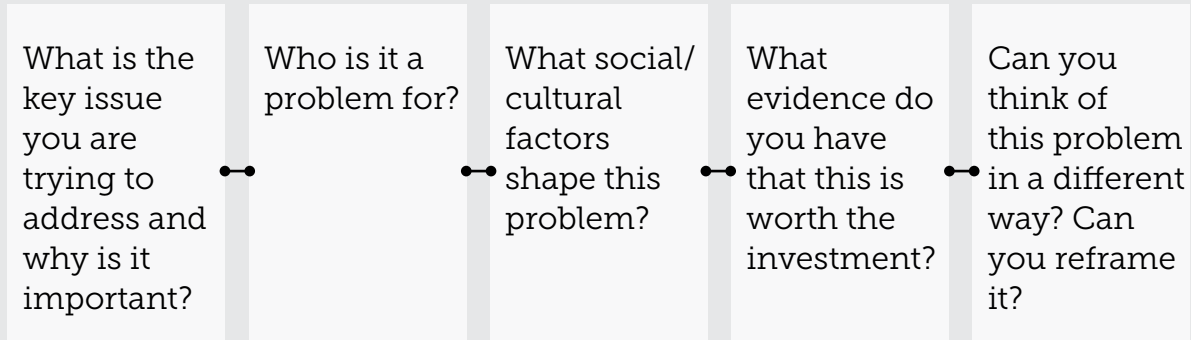 What is the
key issue
you are
trying to
address and
why is it
important?
Who is it a
problem for?
What social/
cultural
factors
shape this
problem?
What
evidence do
you have
that this is
worth the
investment?
Can you
think of
this problem
in a different
way? Can
you reframe
it?